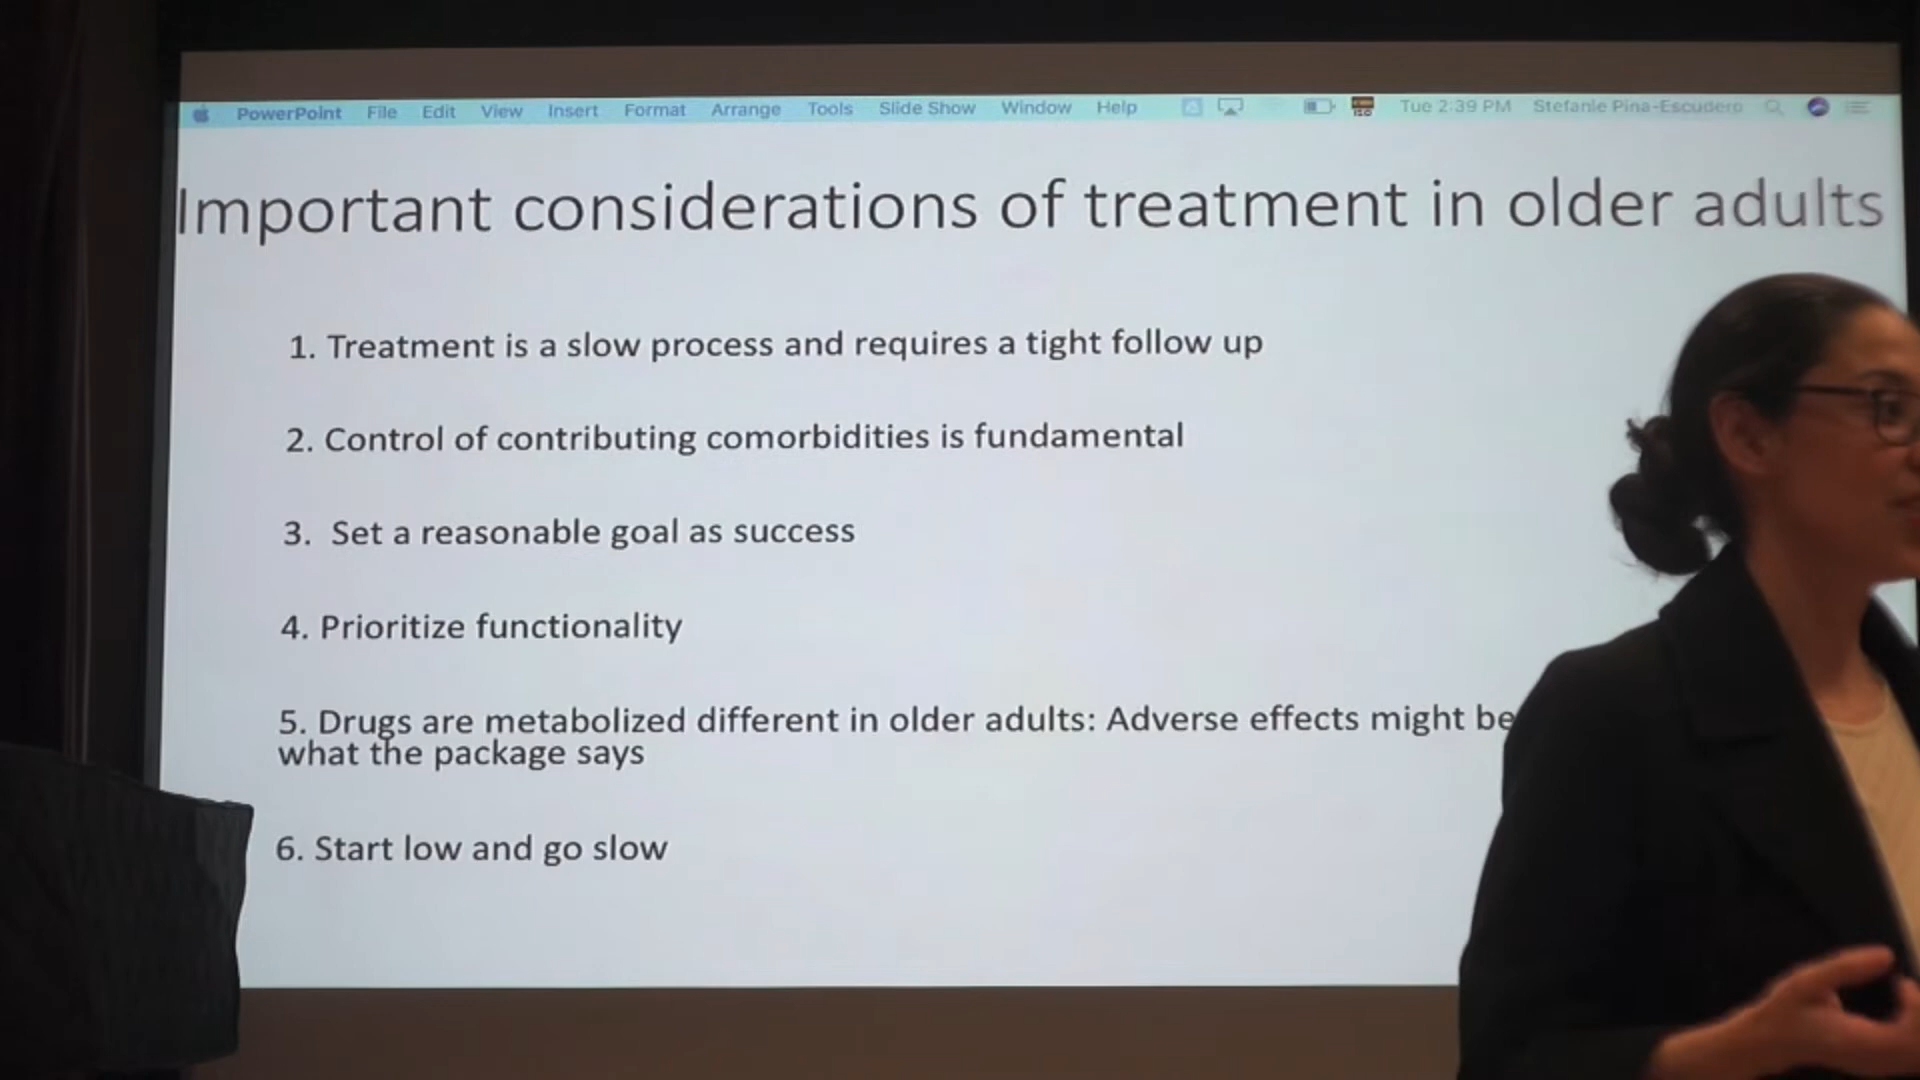 PowerPoint File Edit View Insert Format Arrange Tools Slide Show Window Help Tue 2:39 PM Stefanie Pina-Escudero
Important considerations of treatment in older adults
1. Treatment is a slow process and requires a tight follow up
2. Control of contributing comorbidities is fundamental
3. Set a reasonable goal as success
4. Prioritize functionality
5. Drugs are metabolized different in older adults: Adverse effects might be
what the package says
6. Start low and go slow